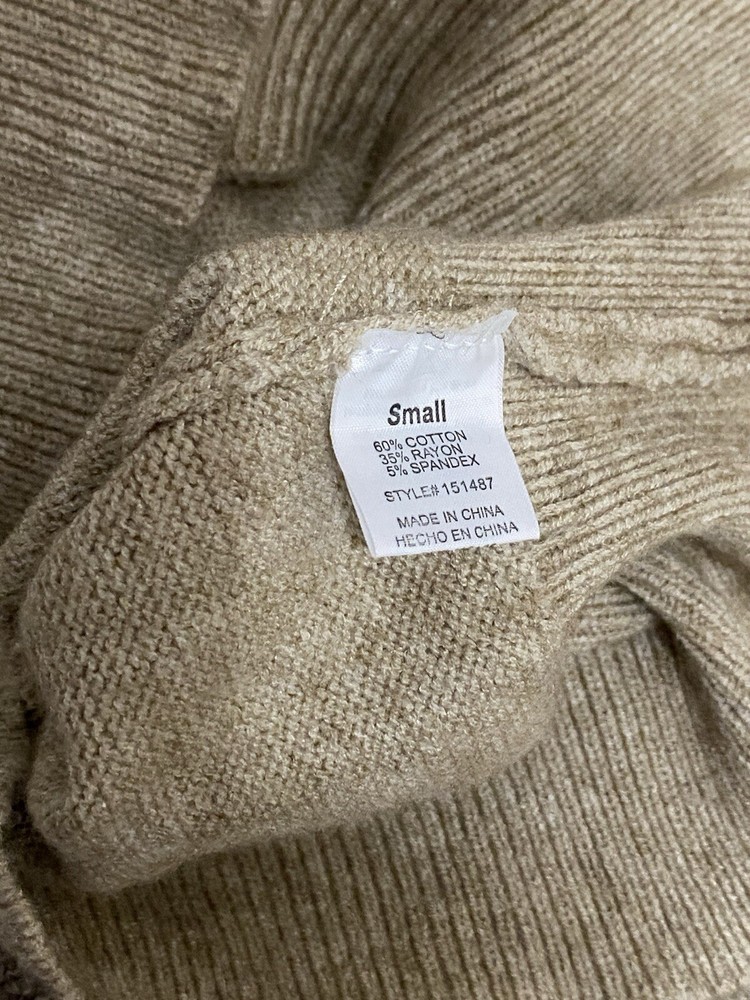 Small
60% COTTON
35% RAYON
5% SPANDEX
STYLE# 151487
MADE IN CHINA
HECHO EN CHINA